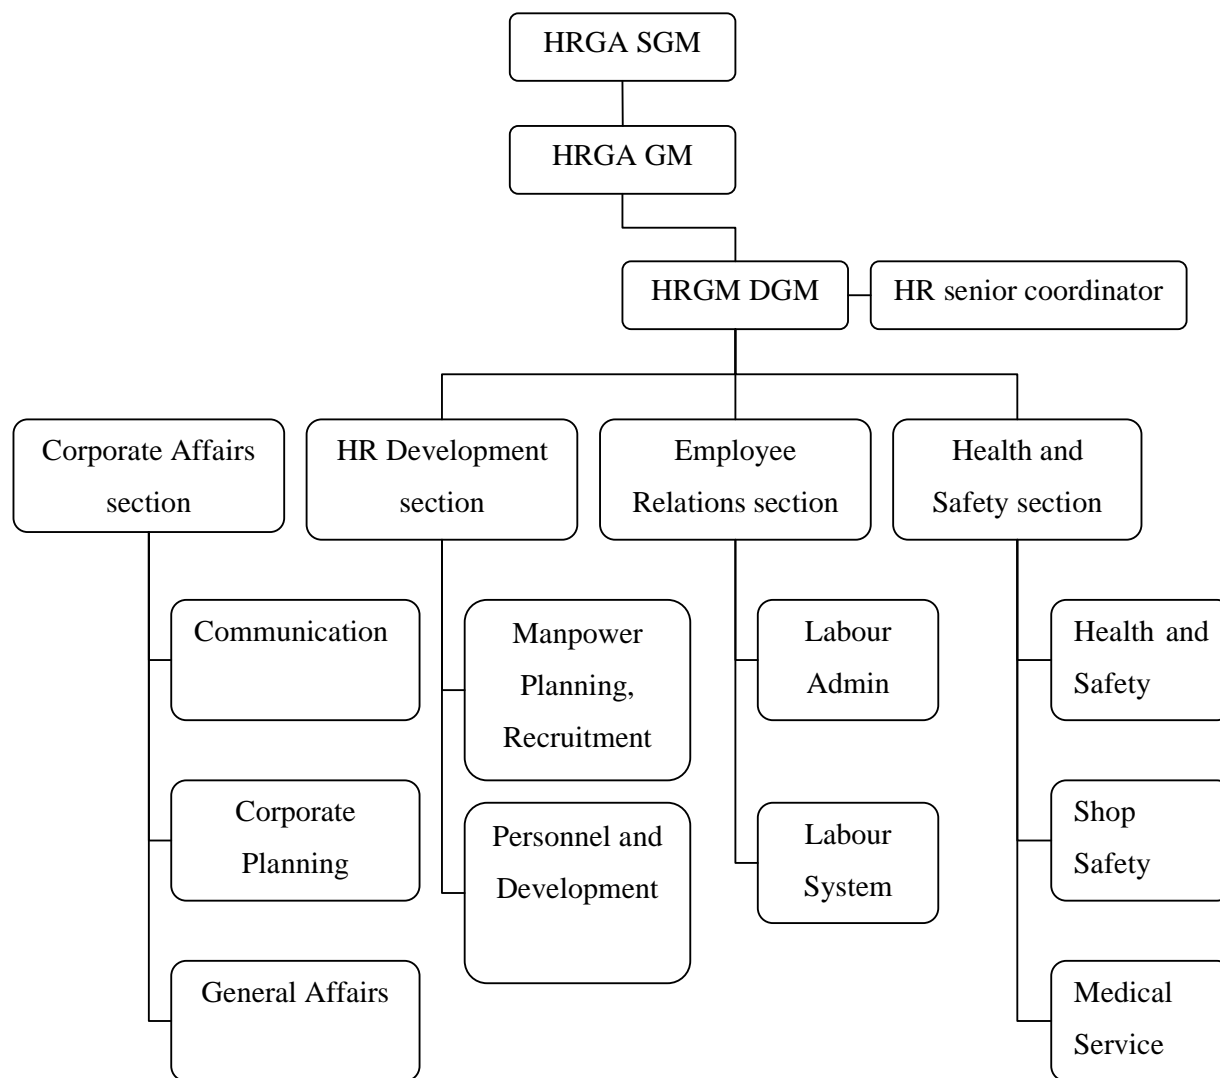 HRGA SGM
HRGA GM
HRGM DGM
HR senior coordinator
Corporate Affairs
section
HR Development
section
Employee
Relations section
Health and
Safety section
Communication
Manpower
Planning,
Recruitment
Labour
Admin
Health and
Safety
Corporate
Planning
Personnel and
Development
Labour
System
Shop
Safety
General Affairs
Medical
Service